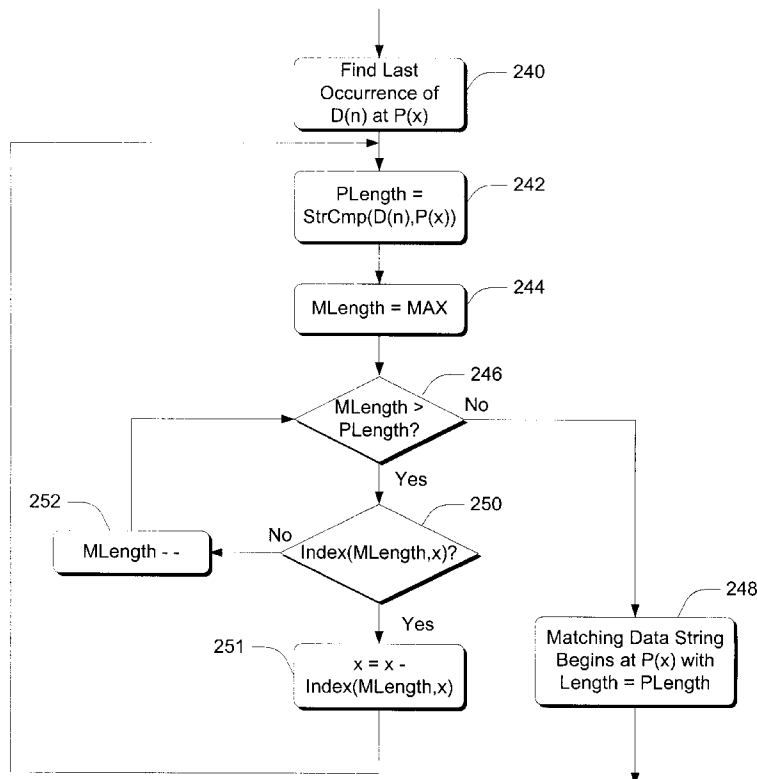 Find Last
Occurrence of
D(n) at P(x)
240
PLength =
StrCmp(D(n),P(x))
242
MLength = MAX
244
MLength >
PLength?
246
No
Yes
Index(MLength,x)?
250
No
MLength - -
252
Yes
x = x -
Index(MLength,x)
251
Matching Data String
Begins at P(x) with
Length = PLength
248